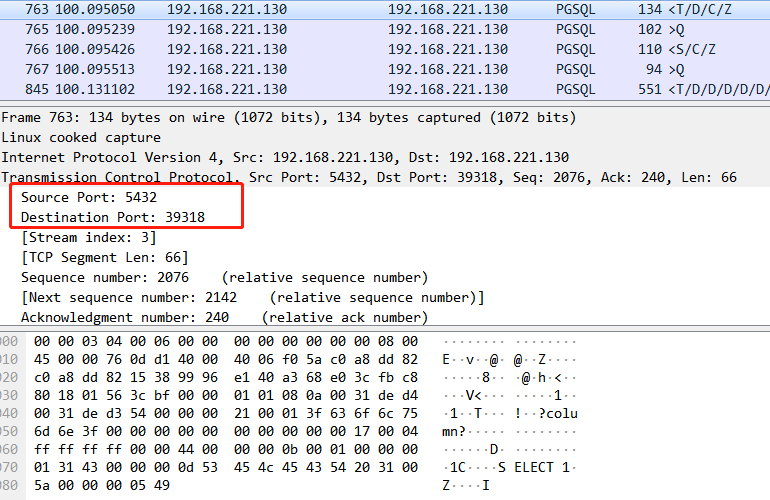 763 100.095050 192.168.221.130 192.168.221.130 PGSQL 134 <T/D/C/Z
765 100.095239 192.168.221.130 192.168.221.130 PGSQL 102 >Q
766 100.095426 192.168.221.130 192.168.221.130 PGSQL 110 <S/C/Z
767 100.095513 192.168.221.130 192.168.221.130 PGSQL 94 >Q
845 100.131102 192.168.221.130 192.168.221.130 PGSQL 551 <T/D/D/D/D/D/
Frame 763: 134 bytes on wire (1072 bits), 134 bytes captured (1072 bits)
Linux cooked capture
Internet Protocol Version 4, Src: 192.168.221.130, Dst: 192.168.221.130
Transmission Control Protocol, Src Port: 5432, Dst Port: 39318, Seq: 2076, Ack: 240, Len: 66
Source Port: 5432
Destination Port: 39318
[Stream index: 3]
[TCP Segment Len: 66]
Sequence number: 2076 (relative sequence number)
[Next sequence number: 2142 (relative sequence number)]
Acknowledgment number: 240 (relative ack number)
000 00 00 03 04 00 06 00 00 00 00 00 00 00 00 08 00 ········ ········
010 45 00 00 76 0d d1 40 00 40 06 f0 5a c0 a8 dd 82 E··v··@· @··Z····
020 c0 a8 dd 82 15 38 99 96 e1 40 a3 68 e0 3c fb c8 ·····8·· ·@·h·<··
030 80 18 01 56 3c bf 00 00 01 01 08 0a 00 31 de d4 ···V<··· ·····1··
040 00 31 de d3 54 00 00 00 21 00 01 3f 63 6f 6c 75 ·1··T··· !··?colu
050 6d 6e 3f 00 00 00 00 00 00 00 00 00 00 17 00 04 mn?····· ········
060 ff ff ff ff 00 00 44 00 00 00 0b 00 01 00 00 00 ······D· ········
070 01 31 43 00 00 00 0d 53 45 4c 45 43 54 20 31 00 ·1C····S ELECT 1·
080 5a 00 00 00 05 49 Z····I